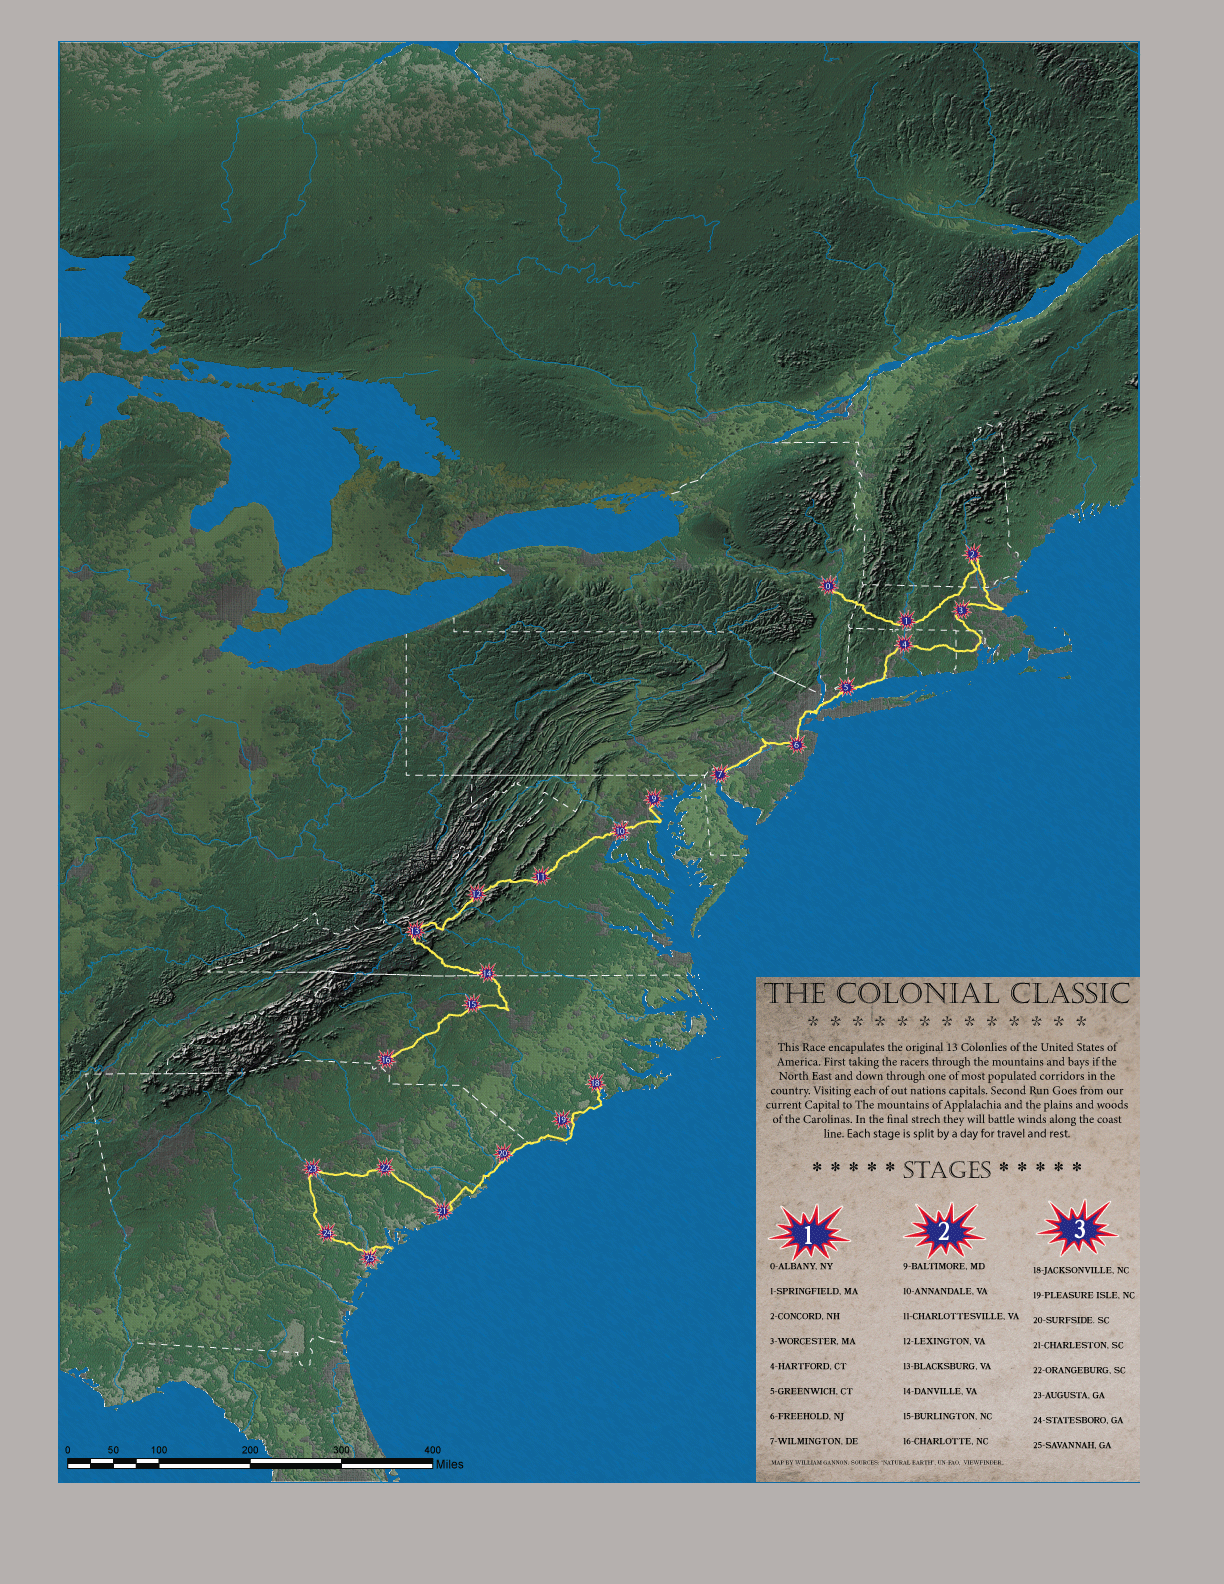 0
1
2
3
4
5
6
7
9
10
11
12
13
14
15
16
18
19
20
21
22
23
24
25
THE COLONIAL CLASSIC
* * * * * * * * * * * * *
This Race encapulates the original 13 Colonlies of the United States of
America. First taking the racers through the mountains and bays if the
North East and down through one of most populated corridors in the
country. Visiting each of out nations capitals. Second Run Goes from our
current Capital to The mountains of Applalachia and the plains and woods
of the Carolinas. In the final strech they will battle winds along the coast
line. Each stage is split by a day for travel and rest.
* * * * * STAGES * * * * *
1
0-ALBANY, NY
1-SPRINGFIELD, MA
2-CONCORD, NH
3-WORCESTER, MA
4-HARTFORD, CT
5-GREENWICH, CT
6-FREEHOLD, NJ
7-WILMINGTON, DE
2
9-BALTIMORE, MD
10-ANNANDALE, VA
11-CHARLOTTESVILLE, VA
12-LEXINGTON, VA
13-BLACKSBURG, VA
14-DANVILLE, VA
15-BURLINGTON, NC
16-CHARLOTTE, NC
3
18-JACKSONVILLE, NC
19-PLEASURE ISLE, NC
20-SURFSIDE, SC
21-CHARLESTON, SC
22-ORANGEBURG, SC
23-AUGUSTA, GA
24-STATESBORO, GA
25-SAVANNAH, GA
MAP BY WILLIAM GANNON; SOURCES: "NATURAL EARTH", UN-FAO, VIEWFINDER,
0 50 100 200 300 400
Miles